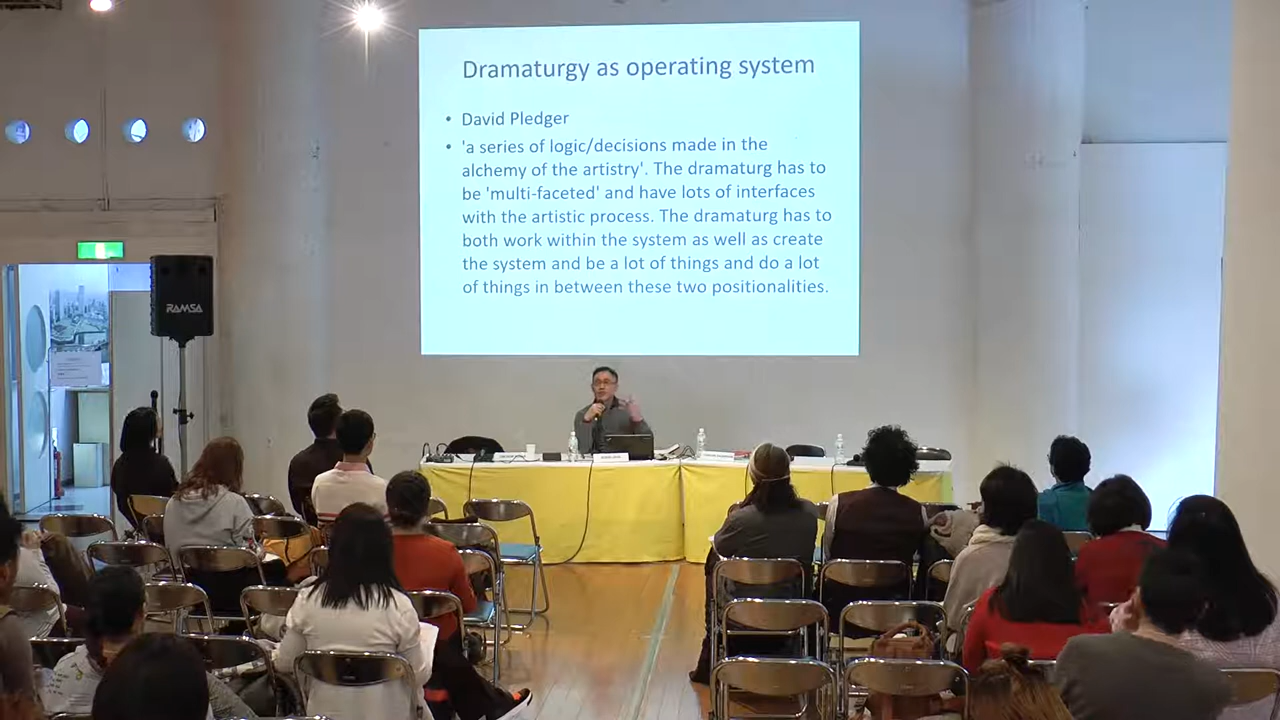 Dramaturgy as operating system
• David Pledger
• 'a series of logic/decisions made in the
alchemy of the artistry'. The dramaturg has to
be 'multi-faceted' and have lots of interfaces
with the artistic process. The dramaturg has to
both work within the system as well as create
the system and be a lot of things and do a lot
of things in between these two positionalities.
RAMSA